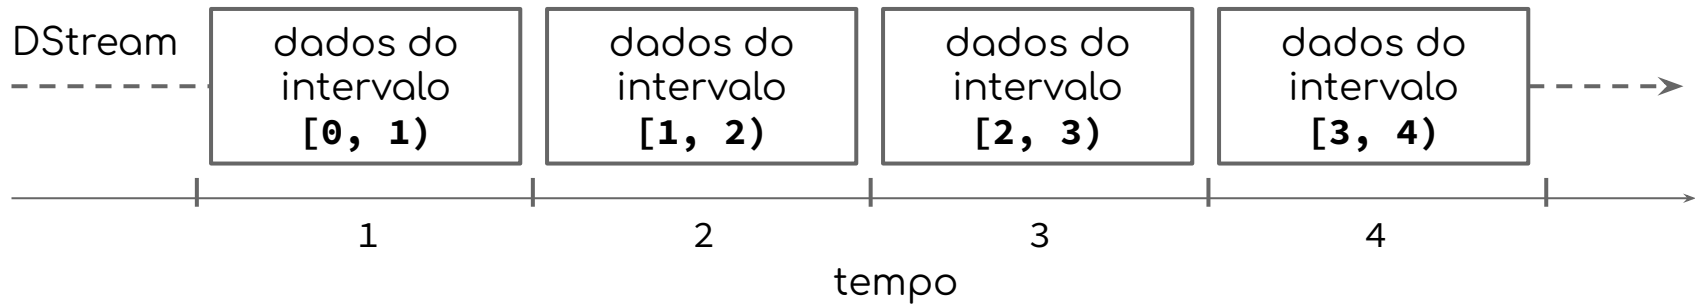 DStream
dados do
intervalo
[0, 1)
dados do
intervalo
[1, 2)
dados do
intervalo
[2, 3)
dados do
intervalo
[3, 4)
1
2
3
4
tempo